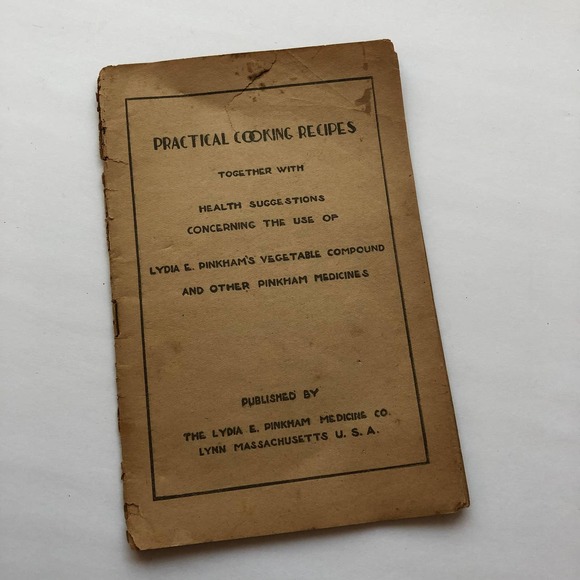 PRACTICAL COOKING RECIPES
TOGETHER WITH
HEALTH SUGGESTIONS
CONCERNING THE USE OF
LYDIA E. PINKHAM'S VEGETABLE COMPOUND
AND OTHER PINKHAM MEDICINES
PUBLISHED BY
THE LYDIA E. PINKHAM MEDICINE CO.
LYNN MASSACHUSETTS U. S. A.